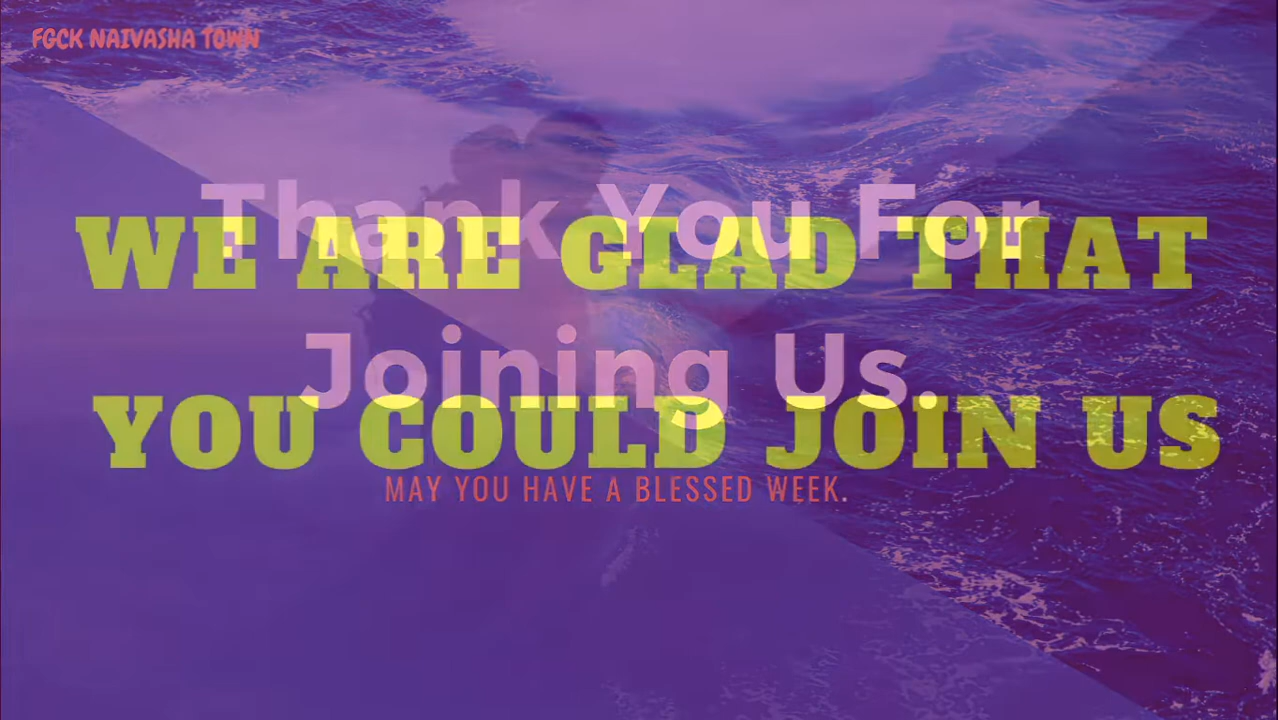 FGCK NAIVASHA TOWN
Thank You For
WE ARE GLAD THAT
Joining Us.
YOU COULD JOIN US
MAY YOU HAVE A BLESSED WEEK.